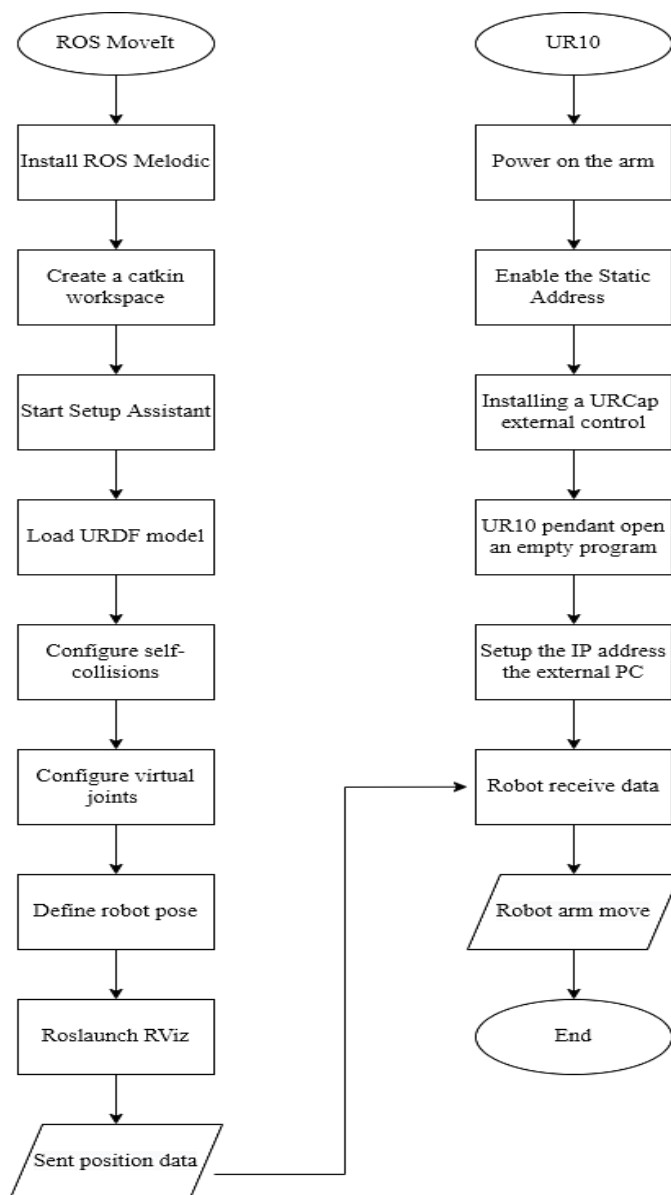 ROS MoveIt
Install ROS Melodic
Create a catkin
workspace
Start Setup Assistant
Load URDF model
Configure self-
collisions
Configure virtual
joints
Define robot pose
Roslaunch RViz
Sent position data
UR10
Power on the arm
Enable the Static
Address
Installing a URCap
external control
UR10 pendant open
an empty program
Setup the IP address
the external PC
Robot receive data
Robot arm move
End